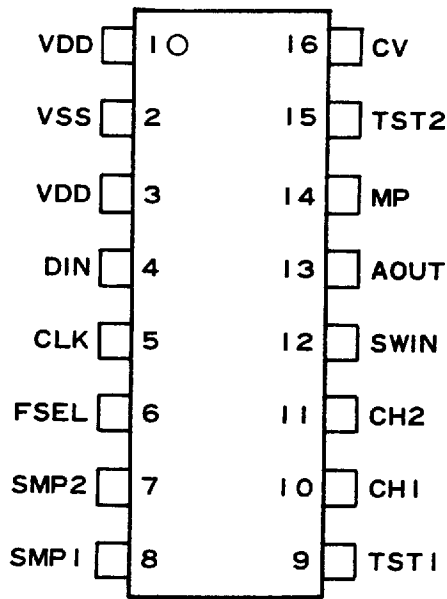 VDD 1 16 CV
VSS 2 15 TST2
VDD 3 14 MP
DIN 4 13 AOUT
CLK 5 12 SWIN
FSEL 6 11 CH2
SMP2 7 10 CH1
SMP1 8 9 TST1